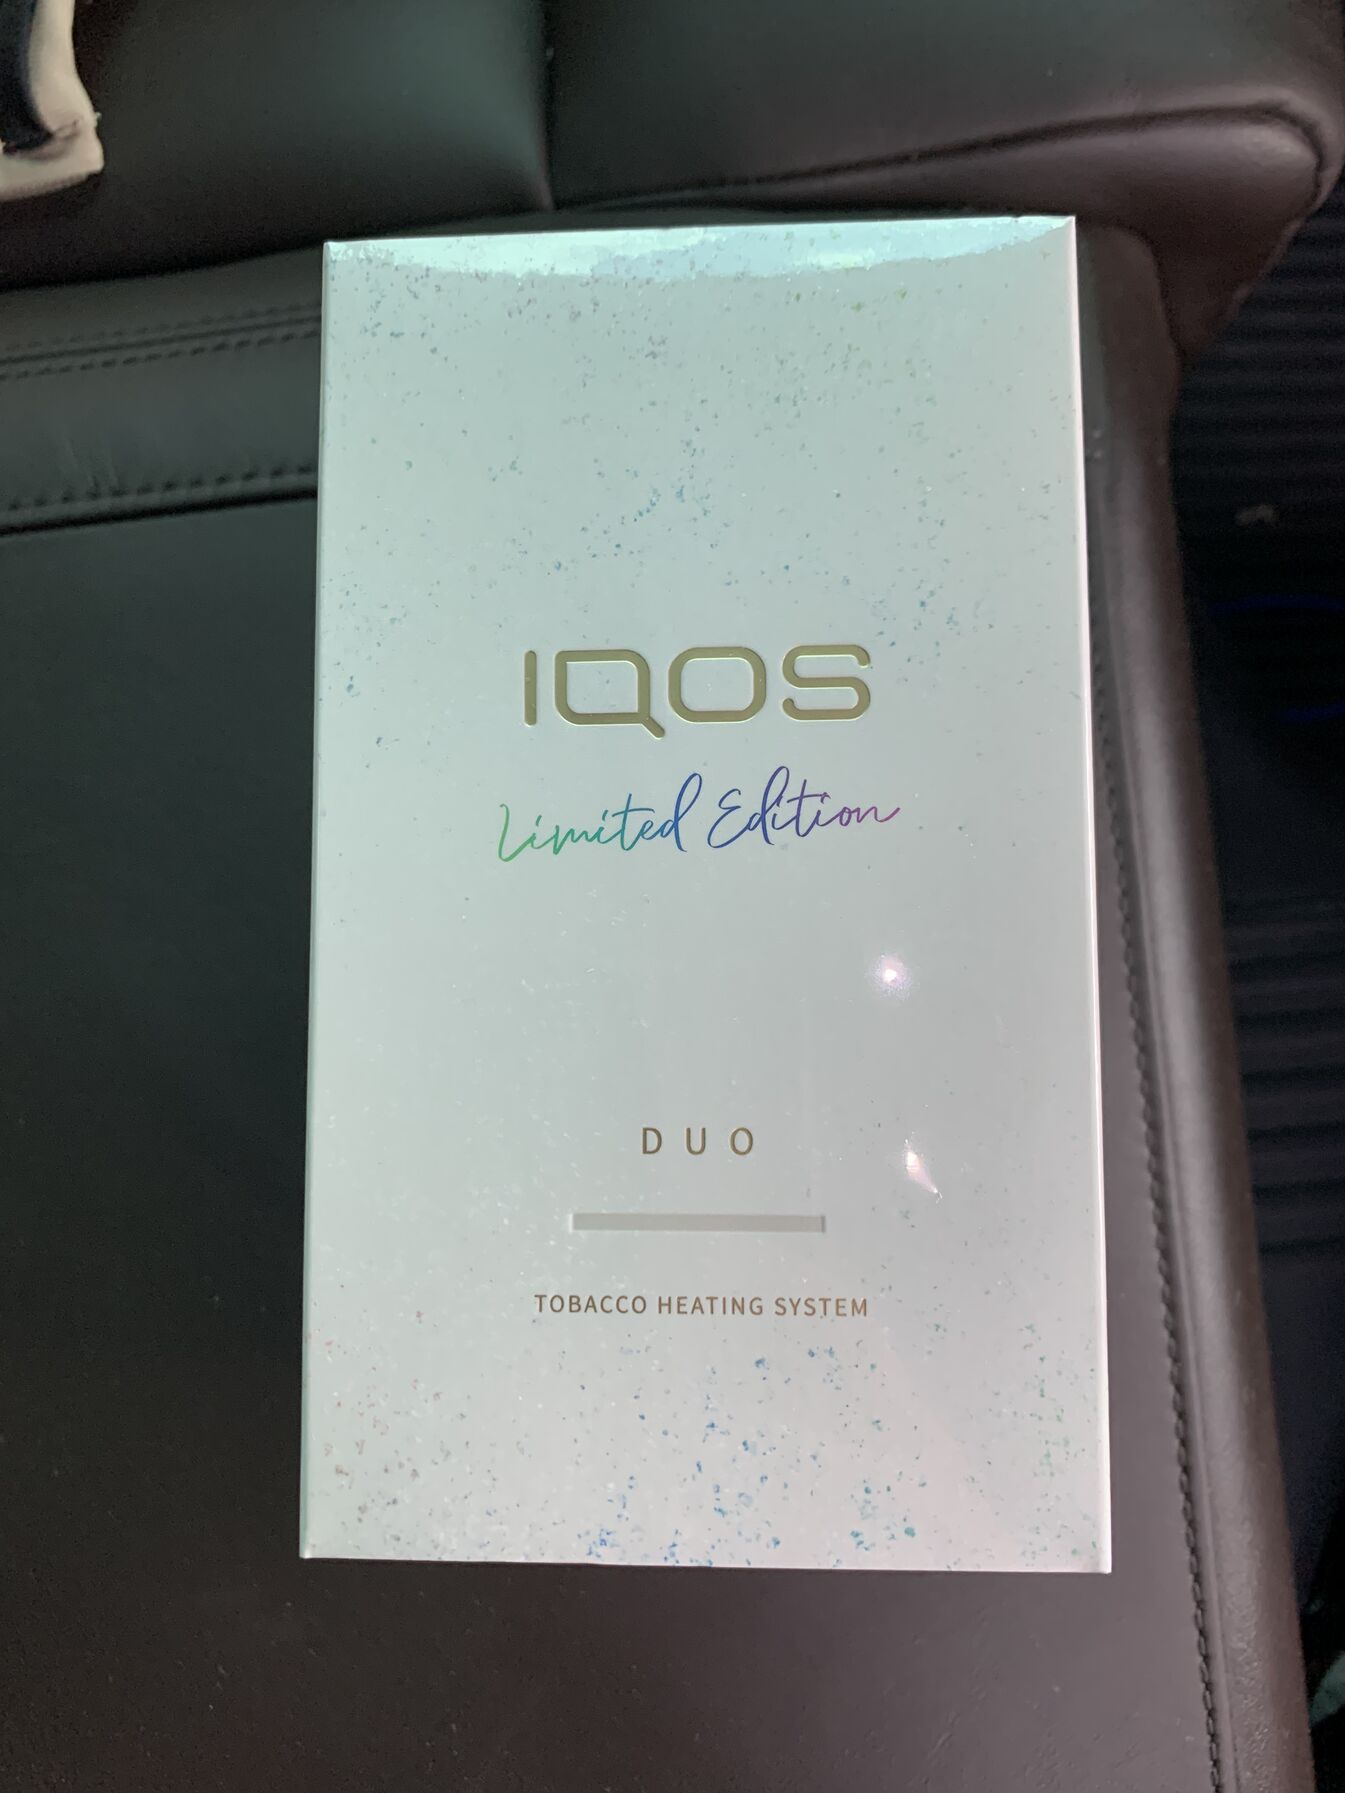 IQOS
Limited Edition
DUO
TOBACCO HEATING SYSTEM